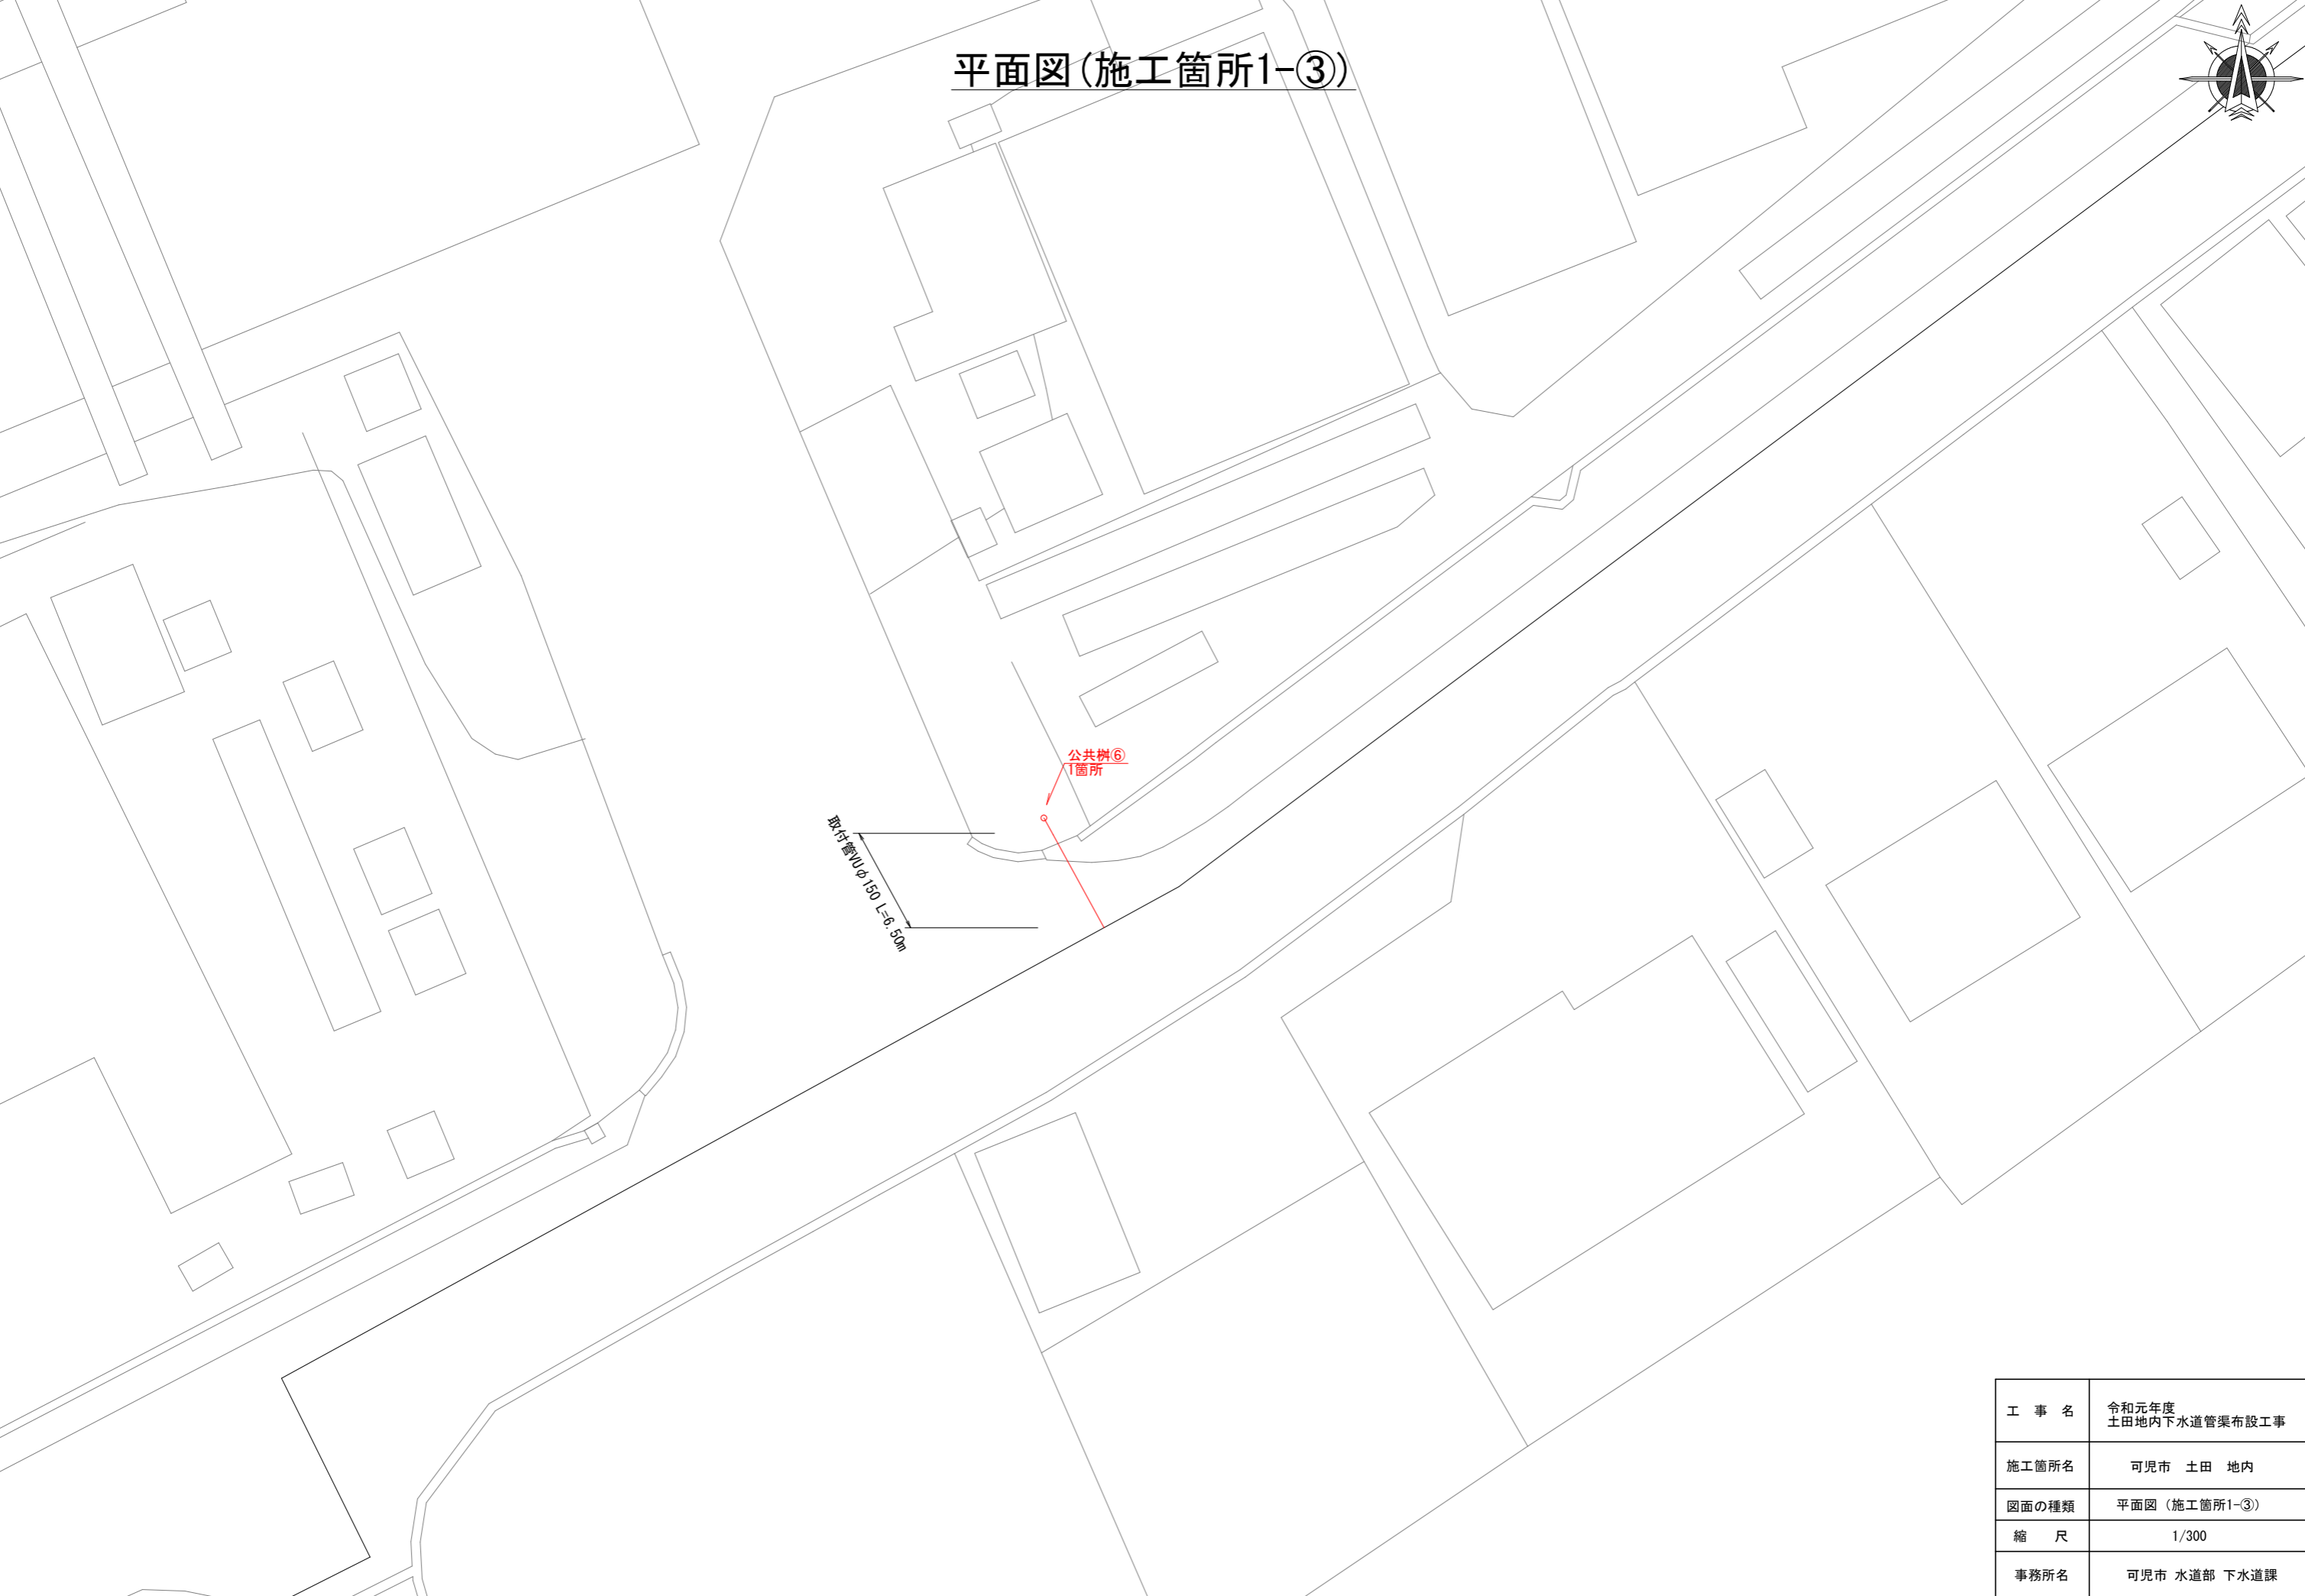 平面図(施工箇所1-③)
公共桝⑥
1箇所
取付管VUφ150 L=6.50m
工 事 名
令和元年度
土田地内下水道管渠布設工事
施工箇所名
可児市 土田 地内
図面の種類
平面図(施工箇所1-③)
縮 尺
1/300
事務所名
可児市 水道部 下水道課